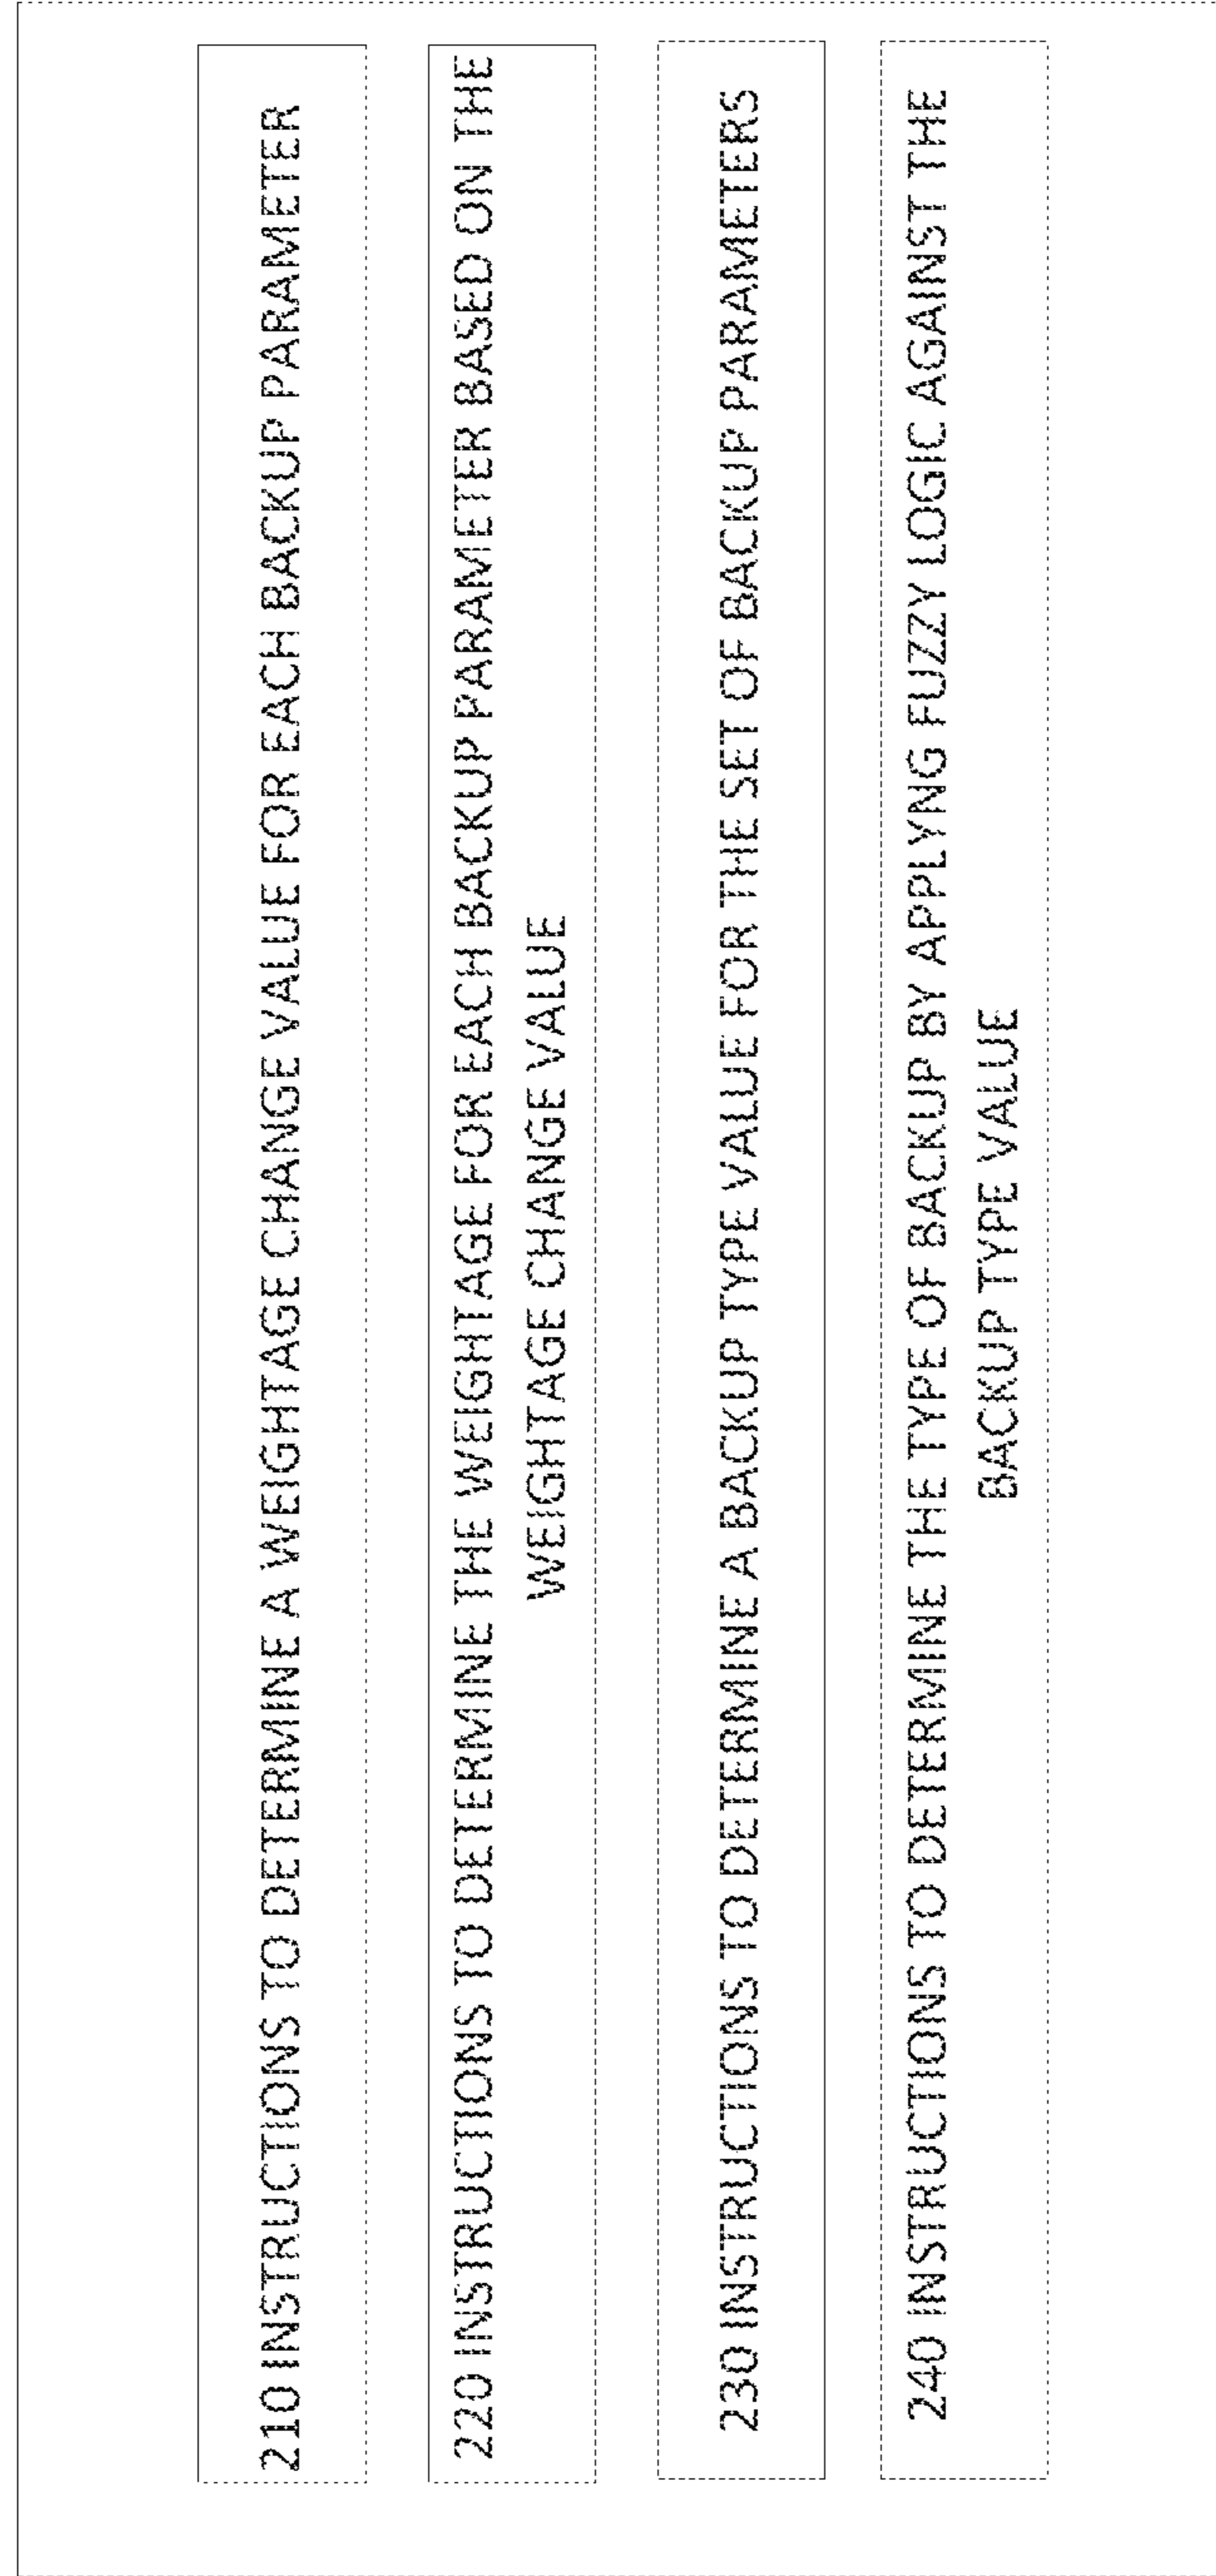 210 INSTRUCTIONS TO DETERMINE A WEIGHTAGE CHANGE VALUE FOR EACH BACKUP PARAMETER
220 INSTRUCTIONS TO DETERMINE THE WEIGHTAGE FOR EACH BACKUP PARAMETER BASED ON THE
WEIGHTAGE CHANGE VALUE
230 INSTRUCTIONS TO DETERMINE A BACKUP TYPE VALUE FOR THE SET OF BACKUP PARAMETERS
240 INSTRUCTIONS TO DETERMINE THE TYPE OF BACKUP BY APPLYNG FUZZY LOGIC AGAINST THE
BACKUP TYPE VALUE